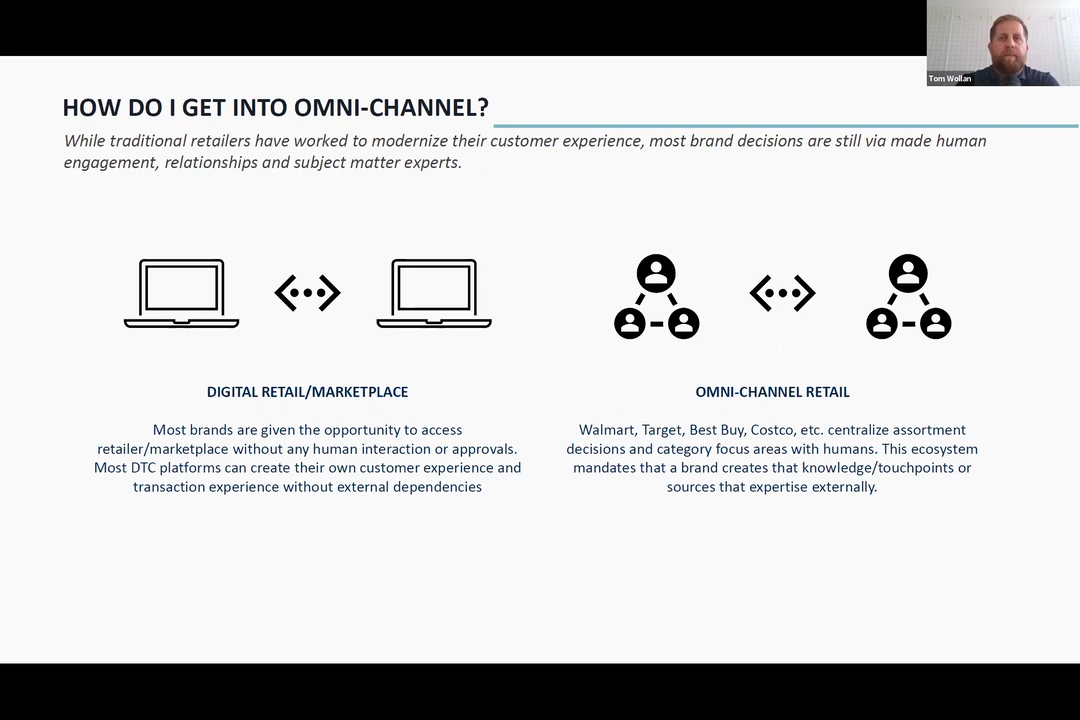 Tom Wollan
HOW DO I GET INTO OMNI-CHANNEL?
While traditional retailers have worked to modernize their customer experience, most brand decisions are still via made human
engagement, relationships and subject matter experts.
DIGITAL RETAIL/MARKETPLACE
Most brands are given the opportunity to access
retailer/marketplace without any human interaction or approvals.
Most DTC platforms can create their own customer experience and
transaction experience without external dependencies
OMNI-CHANNEL RETAIL
Walmart, Target, Best Buy, Costco, etc. centralize assortment
decisions and category focus areas with humans. This ecosystem
mandates that a brand creates that knowledge/touchpoints or
sources that expertise externally.